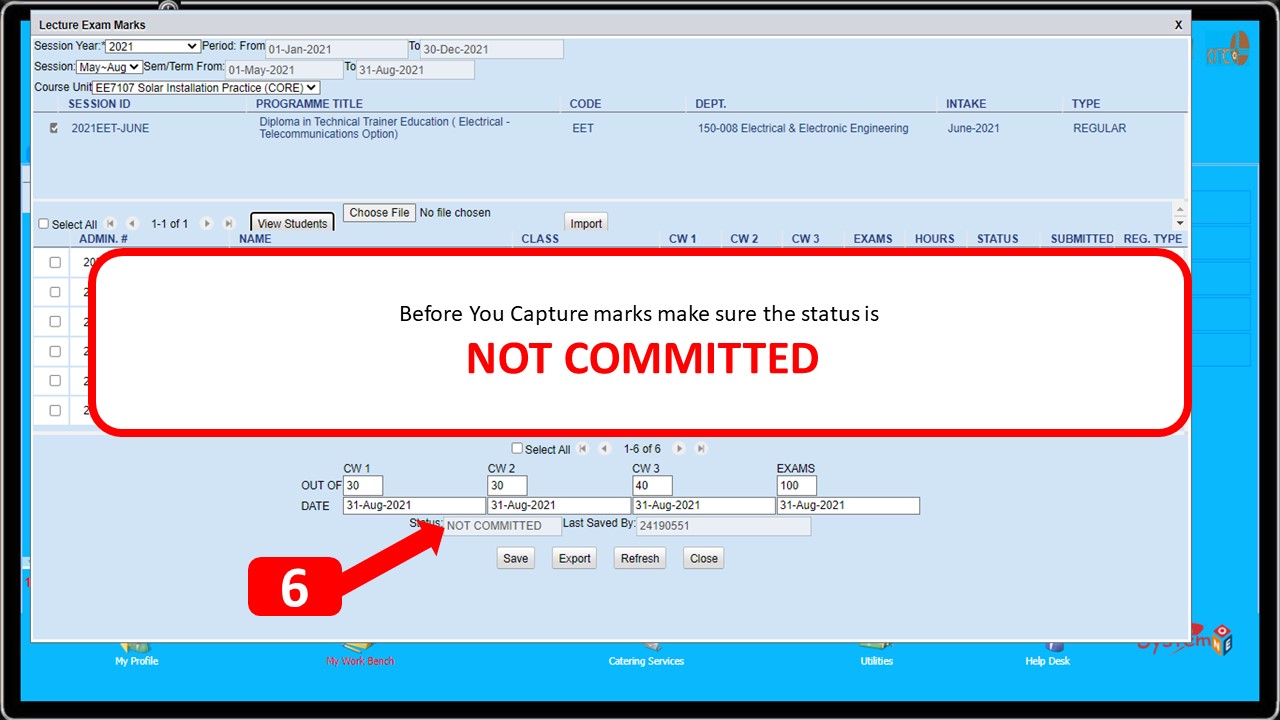 Lecture Exam Marks X
Session Year:* 2021 Period: From 01-Jan-2021 To 30-Dec-2021
Session: May~Aug Sem/Term From: 01-May-2021 To 31-Aug-2021
Course Unit EE7107 Solar Installation Practice (CORE)
SESSION ID PROGRAMME TITLE CODE DEPT. INTAKE TYPE
2021EET-JUNE Diploma in Technical Trainer Education ( Electrical - EET 150-008 Electrical & Electronic Engineering June-2021 REGULAR
Telecommunications Option)
Select All 1-1 of 1 View Students Choose File No file chosen Import
ADMIN. # NAME CLASS CW 1 CW 2 CW 3 EXAMS HOURS STATUS SUBMITTED REG. TYPE
Before You Capture marks make sure the status is
NOT COMMITTED
Select All 1-6 of 6
CW 1 CW 2 CW 3 EXAMS
OUT OF 30 30 40 100
DATE 31-Aug-2021 31-Aug-2021 31-Aug-2021 31-Aug-2021
Status: NOT COMMITTED Last Saved By: 24190551
Save Export Refresh Close
6
My Profile My Work Bench Catering Services Utilities Help Desk